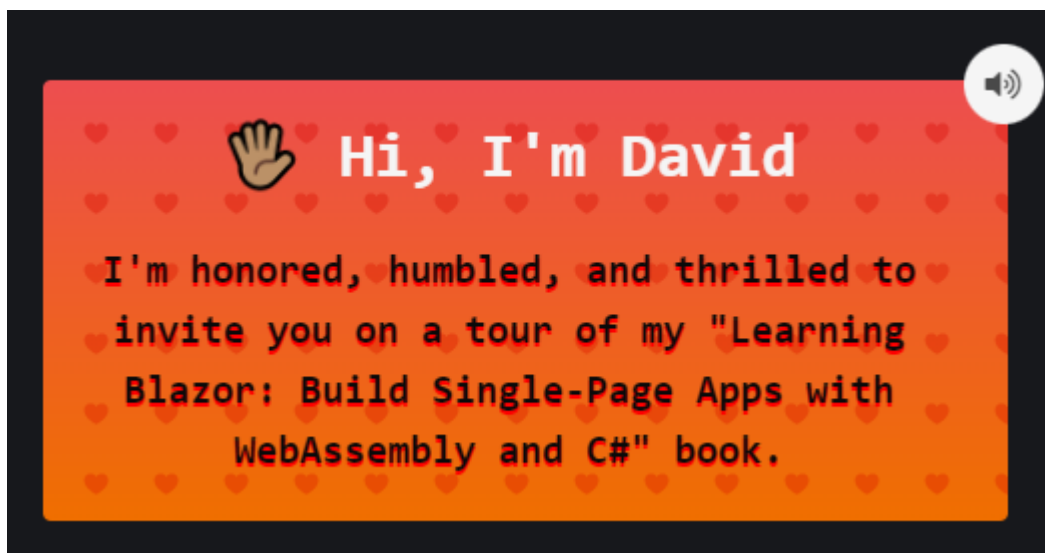 🖐🏽 Hi, I'm David
I'm honored, humbled, and thrilled to
invite you on a tour of my "Learning
Blazor: Build Single-Page Apps with
WebAssembly and C#" book.